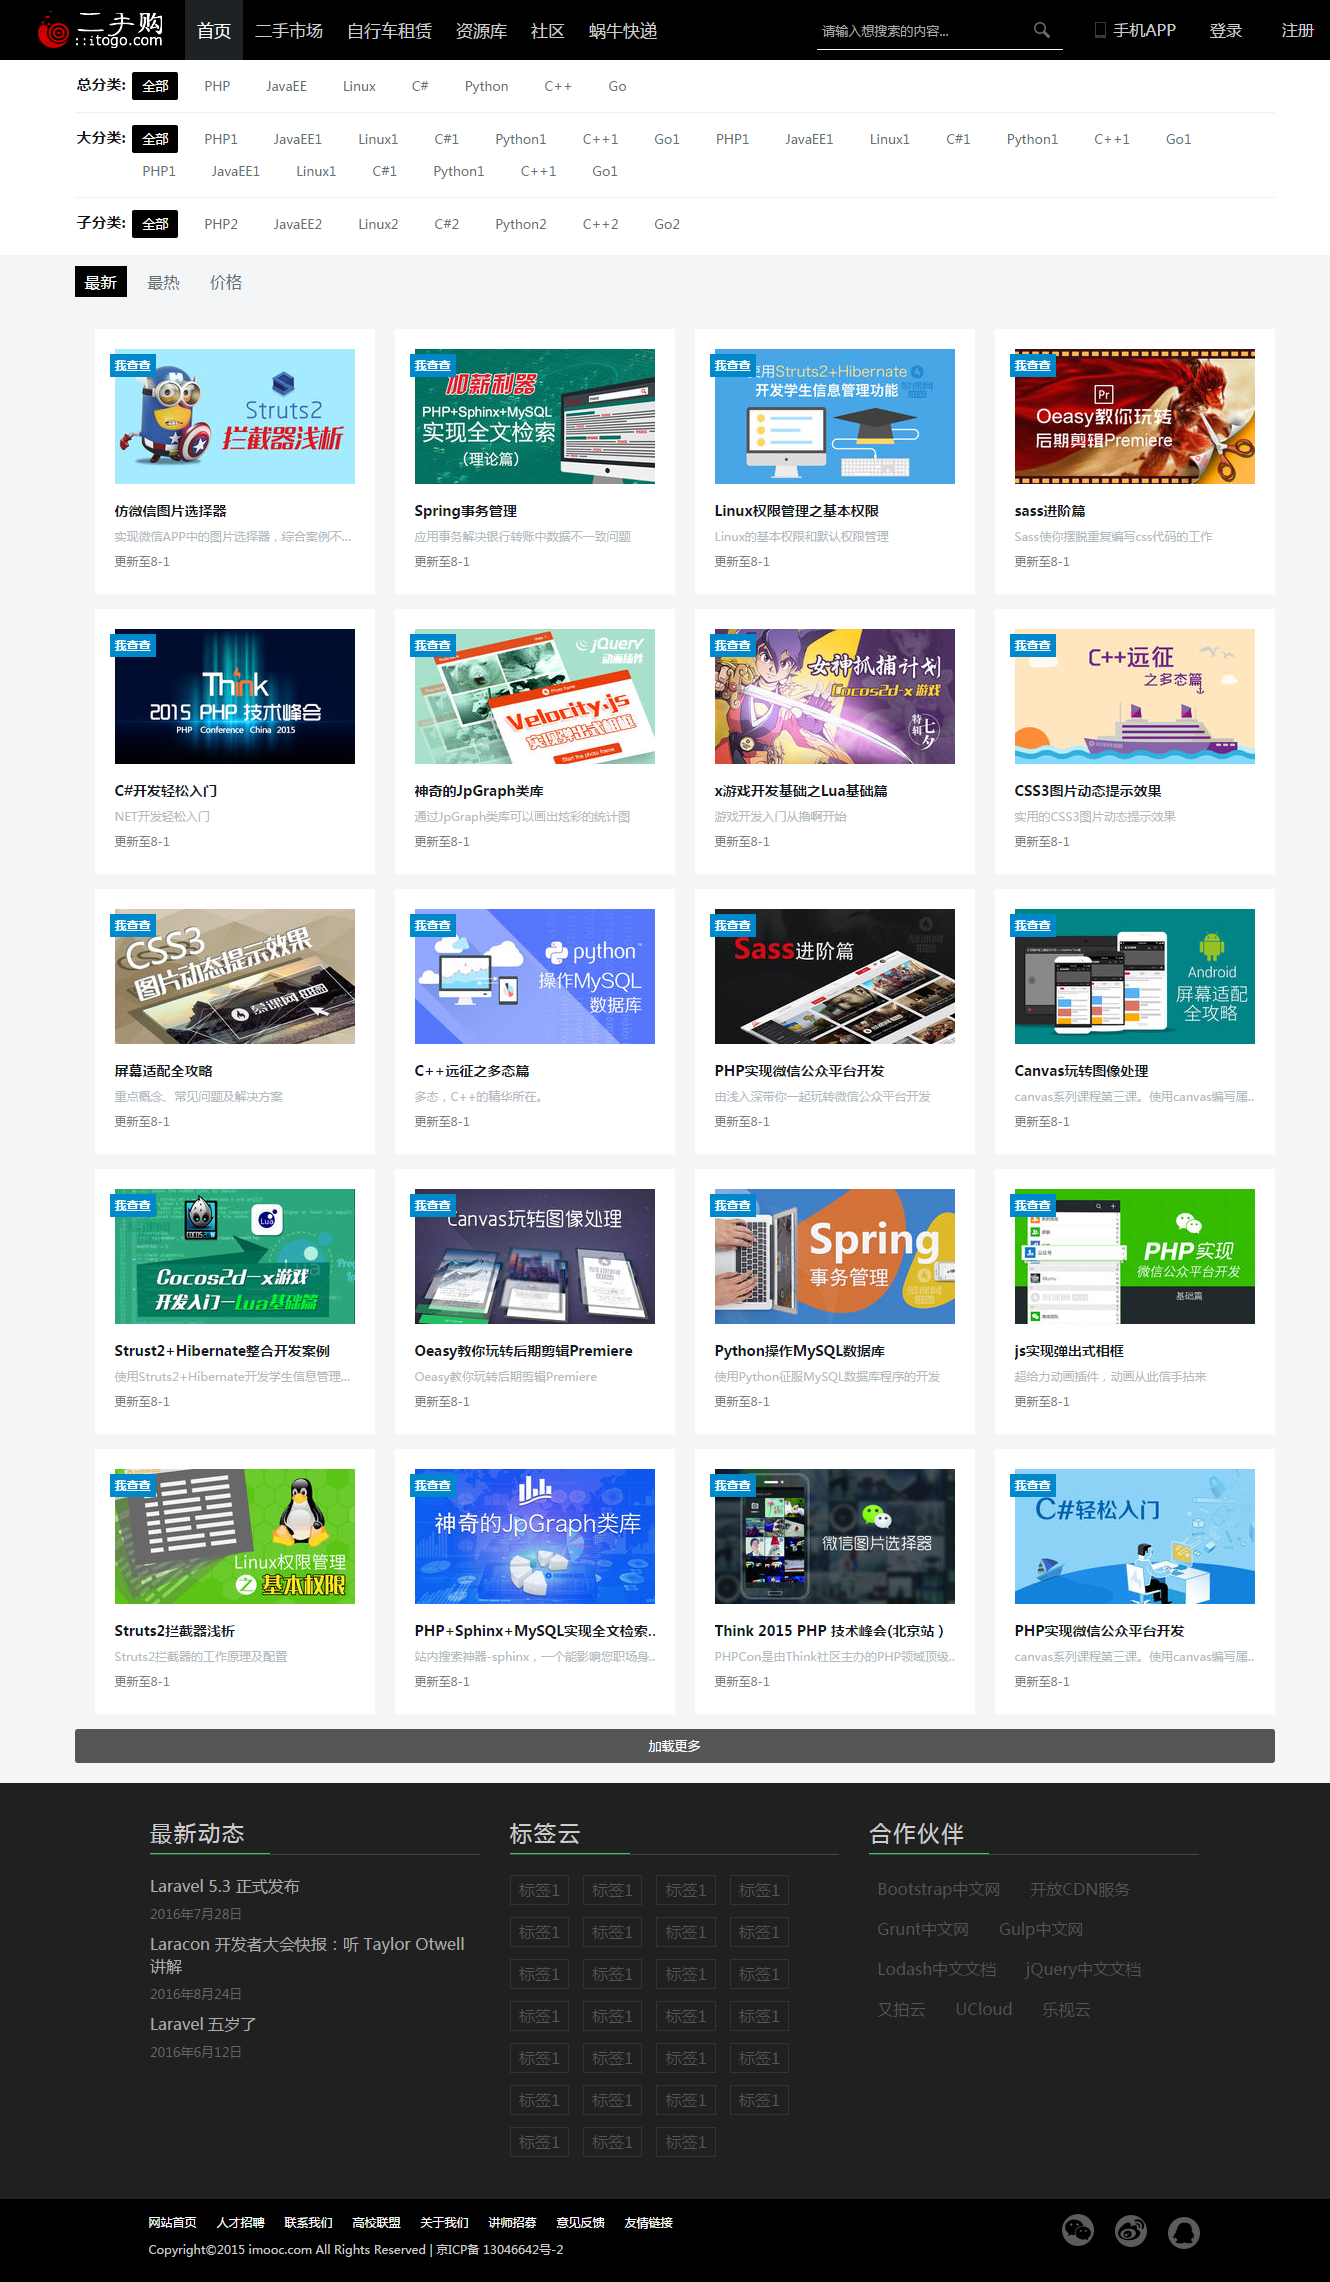 二手购 首页 二手市场 自行车租赁 资源库 社区 蜗牛快递 请输入想搜索的内容... 手机APP 登录 注册
::itogo.com
总分类: 全部 PHP JavaEE Linux C# Python C++ Go
大分类: 全部 PHP1 JavaEE1 Linux1 C#1 Python1 C++1 Go1 PHP1 JavaEE1 Linux1 C#1 Python1 C++1 Go1
PHP1 JavaEE1 Linux1 C#1 Python1 C++1 Go1
子分类: 全部 PHP2 JavaEE2 Linux2 C#2 Python2 C++2 Go2
最新 最热 价格
我查查
Struts2
拦截器浅析
仿微信图片选择器
实现微信APP中的图片选择器，综合案例不...
更新至8-1
我查查
加薪利器
PHP+Sphinx+MySQL
实现全文检索
（理论篇）
Spring事务管理
应用事务解决银行转账中数据不一致问题
更新至8-1
我查查
使用Struts2+Hibernate
开发学生信息管理功能
Linux权限管理之基本权限
Linux的基本权限和默认权限管理
更新至8-1
我查查
Pr
Oeasy教你玩转
后期剪辑Premiere
sass进阶篇
Sass使你摆脱重复编写css代码的工作
更新至8-1
我查查
Think
2015 PHP 技术峰会
PHP Conference China 2015
C#开发轻松入门
NET开发轻松入门
更新至8-1
我查查
jQuery
动画插件
Velocity.js
实现弹出式相框
Start the photo frame
神奇的JpGraph类库
通过JpGraph类库可以画出炫彩的统计图
更新至8-1
我查查
女神抓捕计划
Cocos2d-x 游戏
特辑 七夕
x游戏开发基础之Lua基础篇
游戏开发入门从撸啊开始
更新至8-1
我查查
C++远征
之多态篇
CSS3图片动态提示效果
实用的CSS3图片动态提示效果
更新至8-1
我查查
CSS3
图片动态提示效果
慕课网
屏幕适配全攻略
重点概念、常见问题及解决方案
更新至8-1
我查查
python
操作MySQL
数据库
C++远征之多态篇
多态，C++的精华所在。
更新至8-1
我查查
Sass进阶篇
PHP实现微信公众平台开发
由浅入深带你一起玩转微信公众平台开发
更新至8-1
我查查
Android
屏幕适配
全攻略
Canvas玩转图像处理
canvas系列课程第三课。使用canvas编写属..
更新至8-1
我查查
COCOS2D-X
Lua
Cocos2d-x游戏
开发入门—Lua基础篇
Strust2+Hibernate整合开发案例
使用Struts2+Hibernate开发学生信息管理...
更新至8-1
我查查
Canvas玩转图像处理
Oeasy教你玩转后期剪辑Premiere
Oeasy教你玩转后期剪辑Premiere
更新至8-1
我查查
Spring
事务管理
Python操作MySQL数据库
使用Python征服MySQL数据库程序的开发
更新至8-1
我查查
公众号
Mumu
PHP实现
微信公众平台开发
基础篇
js实现弹出式相框
超给力动画插件，动画从此信手拈来
更新至8-1
我查查
Linux权限管理
之 基本权限
Struts2拦截器浅析
Struts2拦截器的工作原理及配置
更新至8-1
我查查
神奇的JpGraph类库
PHP+Sphinx+MySQL实现全文检索..
站内搜索神器-sphinx，一个能影响您职场身..
更新至8-1
我查查
微信图片选择器
Think 2015 PHP 技术峰会(北京站 )
PHPCon是由Think社区主办的PHP领域顶级..
更新至8-1
我查查
C#轻松入门
PHP实现微信公众平台开发
canvas系列课程第三课。使用canvas编写属..
更新至8-1
加载更多
最新动态
Laravel 5.3 正式发布
2016年7月28日
Laracon 开发者大会快报：听 Taylor Otwell
讲解
2016年8月24日
Laravel 五岁了
2016年6月12日
标签云
标签1 标签1 标签1 标签1
标签1 标签1 标签1 标签1
标签1 标签1 标签1 标签1
标签1 标签1 标签1 标签1
标签1 标签1 标签1 标签1
标签1 标签1 标签1 标签1
标签1 标签1 标签1
合作伙伴
Bootstrap中文网 开放CDN服务
Grunt中文网 Gulp中文网
Lodash中文文档 jQuery中文文档
又拍云 UCloud 乐视云
网站首页 人才招聘 联系我们 高校联盟 关于我们 讲师招募 意见反馈 友情链接
Copyright©2015 imooc.com All Rights Reserved | 京ICP备 13046642号-2